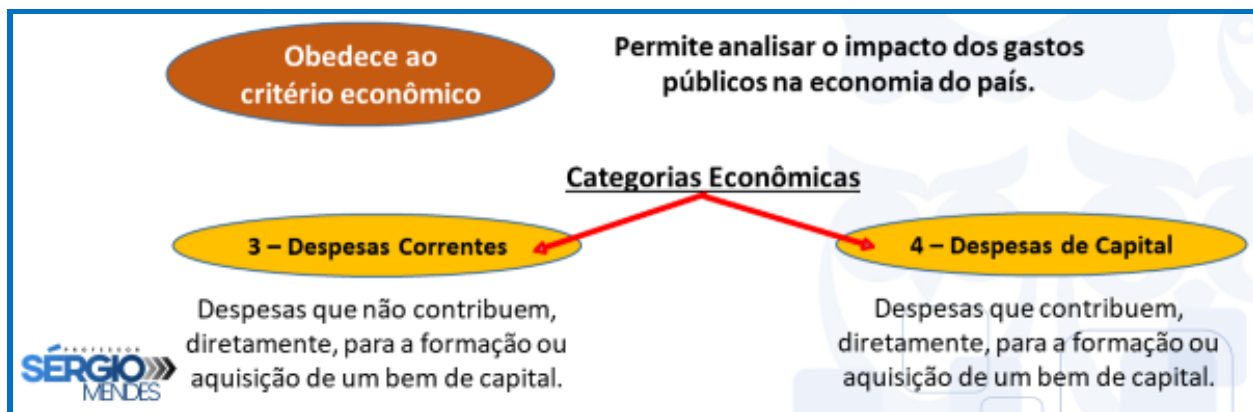 Obedece ao
critério econômico
Permite analisar o impacto dos gastos
públicos na economia do país.
Categorias Econômicas
3 – Despesas Correntes
4 – Despesas de Capital
Despesas que não contribuem,
diretamente, para a formação ou
aquisição de um bem de capital.
Despesas que contribuem,
diretamente, para a formação ou
aquisição de um bem de capital.
PROFESSOR
SÉRGIO
MENDES